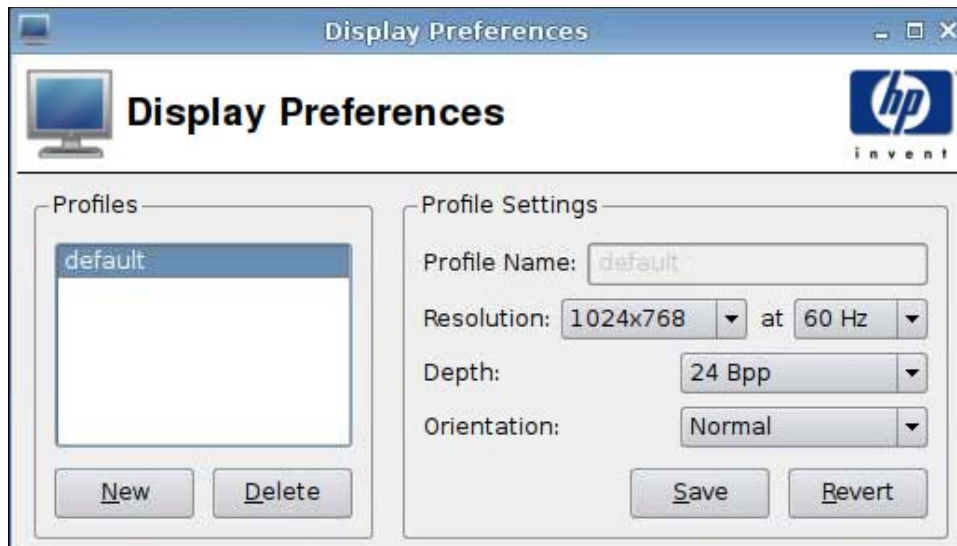 Display Preferences
Display Preferences
hp
invent
Profiles
default
New
Delete
Profile Settings
Profile Name: default
Resolution: 1024x768 at 60 Hz
Depth: 24 Bpp
Orientation: Normal
Save
Revert